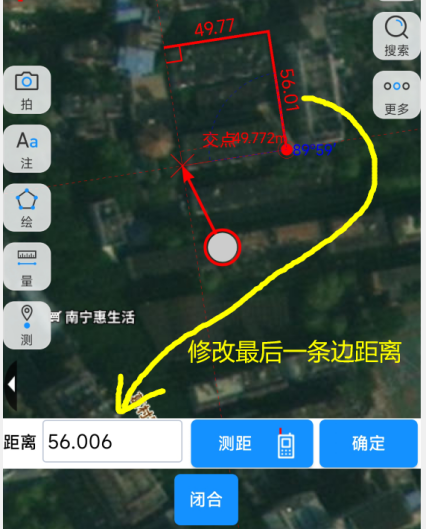 49.77
搜索
56.01
更多
拍
Aa
注
交点49.772m
89°59'
绘
量
测
南宁惠生活
修改最后一条边距离
距离
56.006
测距
确定
闭合